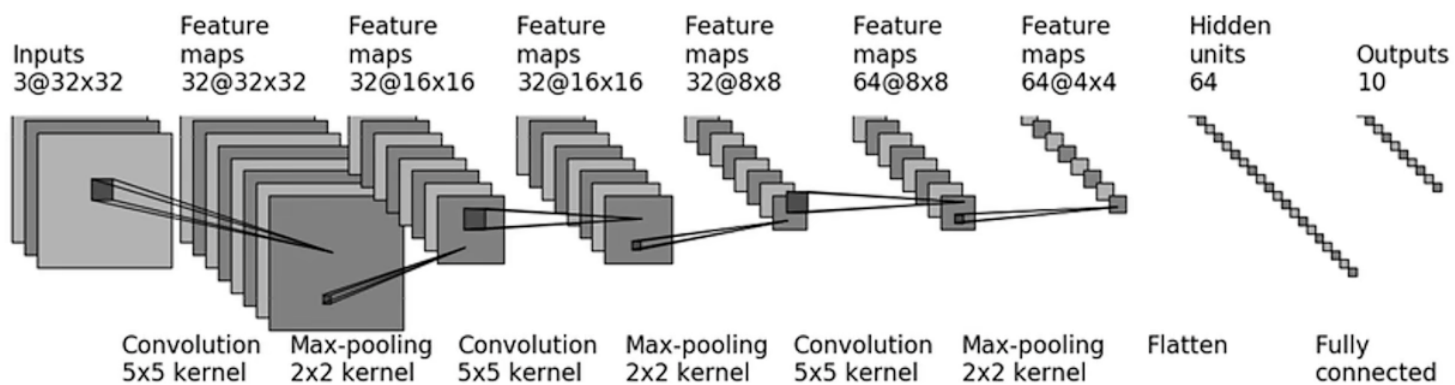 Inputs
3@32x32
Feature
maps
32@32x32
Feature
maps
32@16x16
Feature
maps
32@16x16
Feature
maps
32@8x8
Feature
maps
64@8x8
Feature
maps
64@4x4
Hidden
units
64
Outputs
10
Convolution
5x5 kernel
Max-pooling
2x2 kernel
Convolution
5x5 kernel
Max-pooling
2x2 kernel
Convolution
5x5 kernel
Max-pooling
2x2 kernel
Flatten
Fully
connected